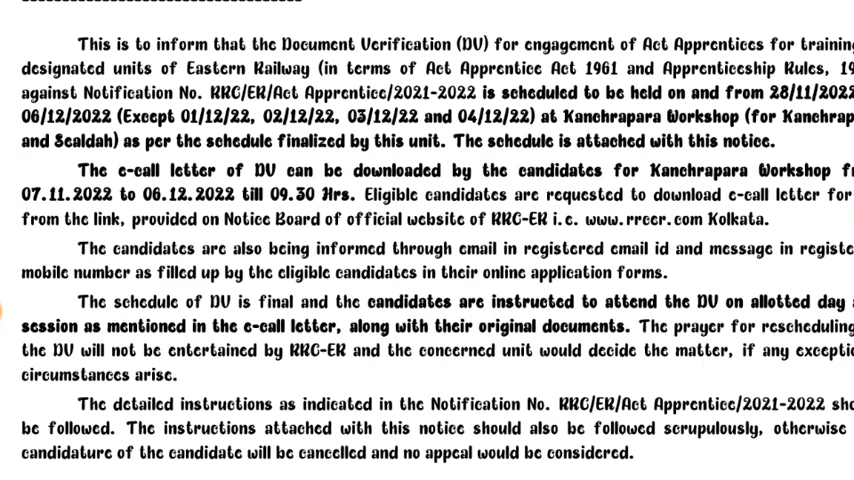 This is to inform that the Document Verification (DV) for engagement of Act Apprentices for training
designated units of Eastern Railway (in terms of Act Apprentice Act 1961 and Apprenticeship Rules, 19
against Notification No. RRC/ER/Act Apprentice/2021-2022 is scheduled to be held on and from 28/11/2022
06/12/2022 (Except 01/12/22, 02/12/22, 03/12/22 and 04/12/22) at Kanchrapara Workshop (for Kanchrap
and Sealdah) as per the schedule finalized by this unit. The schedule is attached with this notice.
The e-call letter of DV can be downloaded by the candidates for Kanchrapara Workshop fr
07.11.2022 to 06.12.2022 till 09.30 Hrs. Eligible candidates are requested to download e-call letter for
from the link, provided on Notice Board of official website of RRC-ER i.e. www.rrcer.com Kolkata.
The candidates are also being informed through email in registered email id and message in registe
mobile number as filled up by the eligible candidates in their online application forms.
The schedule of DV is final and the candidates are instructed to attend the DV on allotted day a
session as mentioned in the e-call letter, along with their original documents. The prayer for rescheduling
the DV will not be entertained by RRC-ER and the concerned unit would decide the matter, if any exceptio
circumstances arise.
The detailed instructions as indicated in the Notification No. RRC/ER/Act Apprentice/2021-2022 sho
be followed. The instructions attached with this notice should also be followed scrupulously, otherwise
candidature of the candidate will be cancelled and no appeal would be considered.